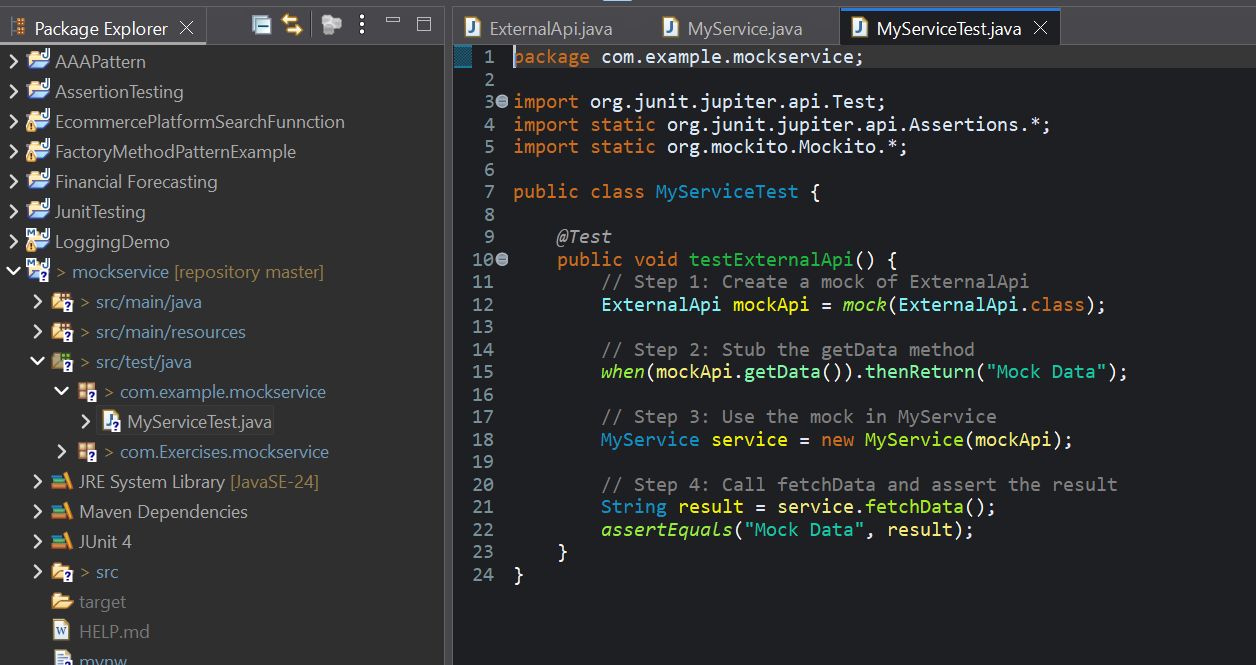 Package Explorer
AAAPattern
AssertionTesting
EcommercePlatformSearchFunnction
FactoryMethodPatternExample
Financial Forecasting
JunitTesting
LoggingDemo
> mockservice [repository master]
> src/main/java
> src/main/resources
> src/test/java
> com.example.mockservice
MyServiceTest.java
> com.Exercises.mockservice
JRE System Library [JavaSE-24]
Maven Dependencies
JUnit 4
> src
target
HELP.md
mvnw
ExternalApi.java MyService.java MyServiceTest.java
1 package com.example.mockservice;
2
3 import org.junit.jupiter.api.Test;
4 import static org.junit.jupiter.api.Assertions.*;
5 import static org.mockito.Mockito.*;
6
7 public class MyServiceTest {
8
9 @Test
10 public void testExternalApi() {
11 // Step 1: Create a mock of ExternalApi
12 ExternalApi mockApi = mock(ExternalApi.class);
13
14 // Step 2: Stub the getData method
15 when(mockApi.getData()).thenReturn("Mock Data");
16
17 // Step 3: Use the mock in MyService
18 MyService service = new MyService(mockApi);
19
20 // Step 4: Call fetchData and assert the result
21 String result = service.fetchData();
22 assertEquals("Mock Data", result);
23 }
24 }